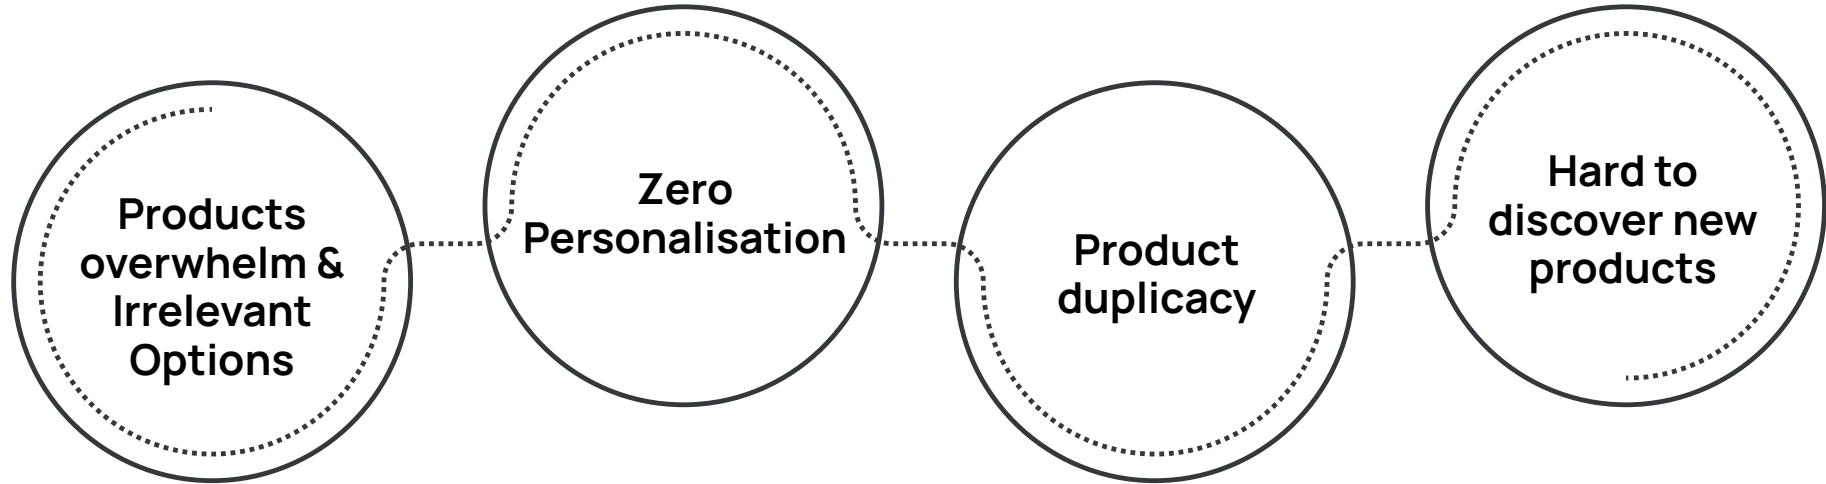 Products
overwhelm &
Irrelevant
Options
Zero
Personalisation
Product
duplicacy
Hard to
discover new
products